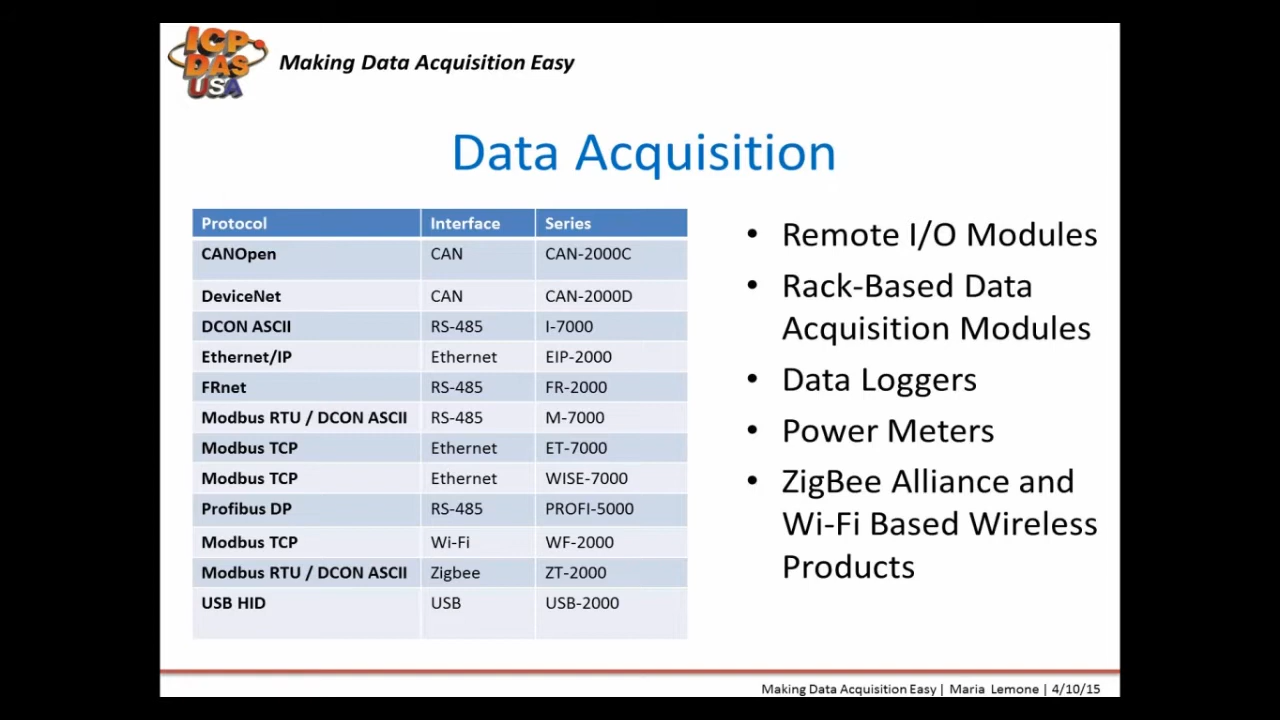 ICP
DAS
USA
Making Data Acquisition Easy
Data Acquisition
Protocol Interface Series
CANOpen CAN CAN-2000C
DeviceNet CAN CAN-2000D
DCON ASCII RS-485 I-7000
Ethernet/IP Ethernet EIP-2000
FRnet RS-485 FR-2000
Modbus RTU / DCON ASCII RS-485 M-7000
Modbus TCP Ethernet ET-7000
Modbus TCP Ethernet WISE-7000
Profibus DP RS-485 PROFI-5000
Modbus TCP Wi-Fi WF-2000
Modbus RTU / DCON ASCII Zigbee ZT-2000
USB HID USB USB-2000
• Remote I/O Modules
• Rack-Based Data
Acquisition Modules
• Data Loggers
• Power Meters
• ZigBee Alliance and
Wi-Fi Based Wireless
Products
Making Data Acquisition Easy | Maria Lemone | 4/10/15